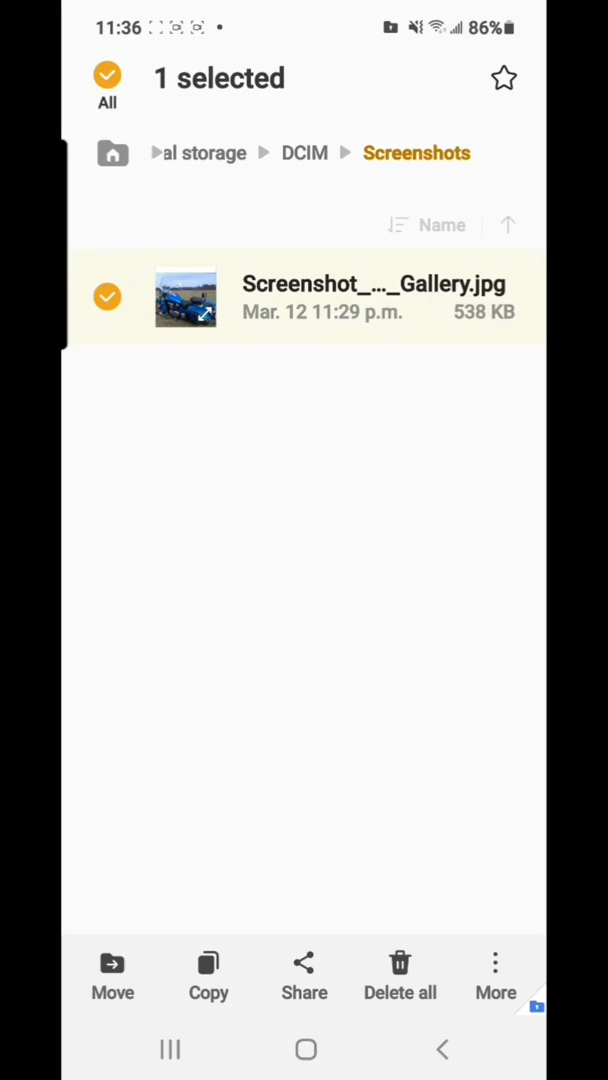 11:36 86%
1 selected
All
al storage DCIM Screenshots
Name
Screenshot_..._Gallery.jpg
Mar. 12 11:29 p.m. 538 KB
Move Copy Share Delete all More